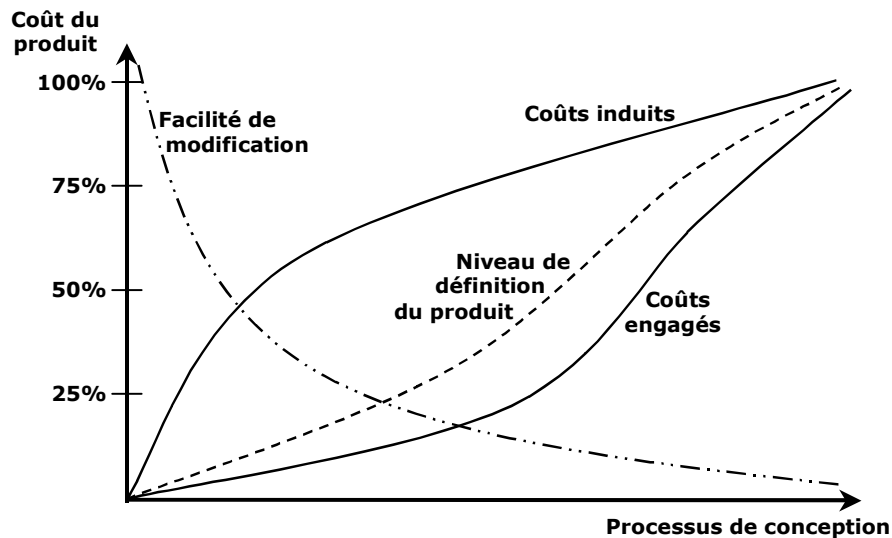 Coût du
produit
100%
Facilité de
modification
Coûts induits
75%
Niveau de
définition
du produit
50%
Coûts
engagés
25%
Processus de conception